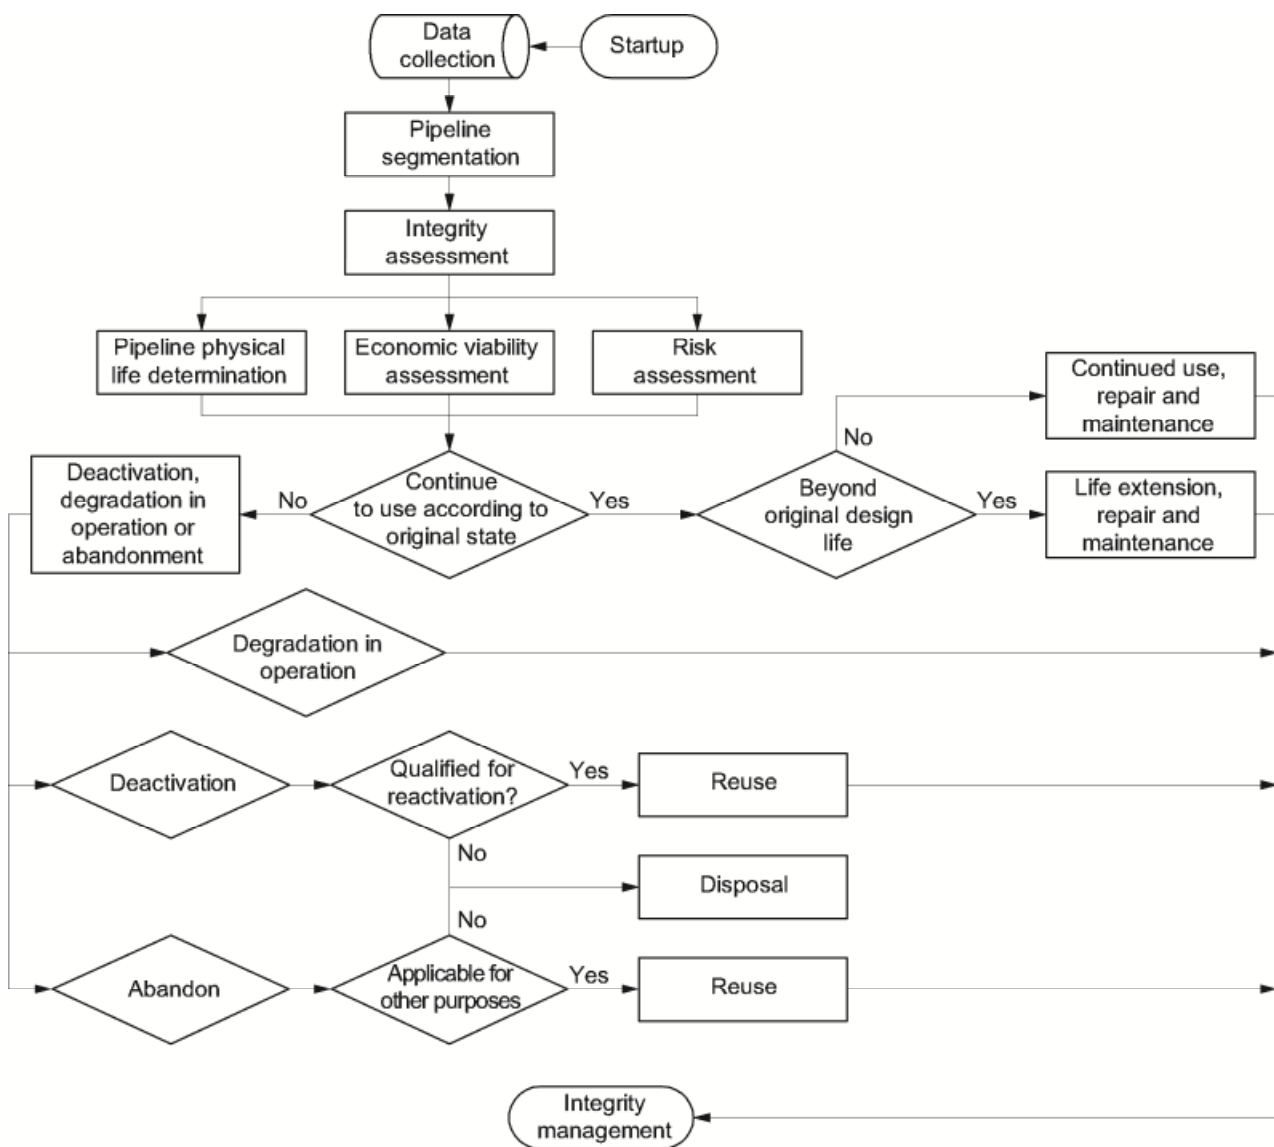 Data
collection
Startup
Pipeline
segmentation
Integrity
assessment
Pipeline physical
life determination
Economic viability
assessment
Risk
assessment
Continued use,
repair and
maintenance
No
Deactivation,
degradation in
operation or
abandonment
No
Continue
to use according to
original state
Yes
Beyond
original design
life
Yes
Life extension,
repair and
maintenance
Degradation in
operation
Deactivation
Qualified for
reactivation?
Yes
Reuse
No
Disposal
No
Abandon
Applicable for
other purposes
Yes
Reuse
Integrity
management